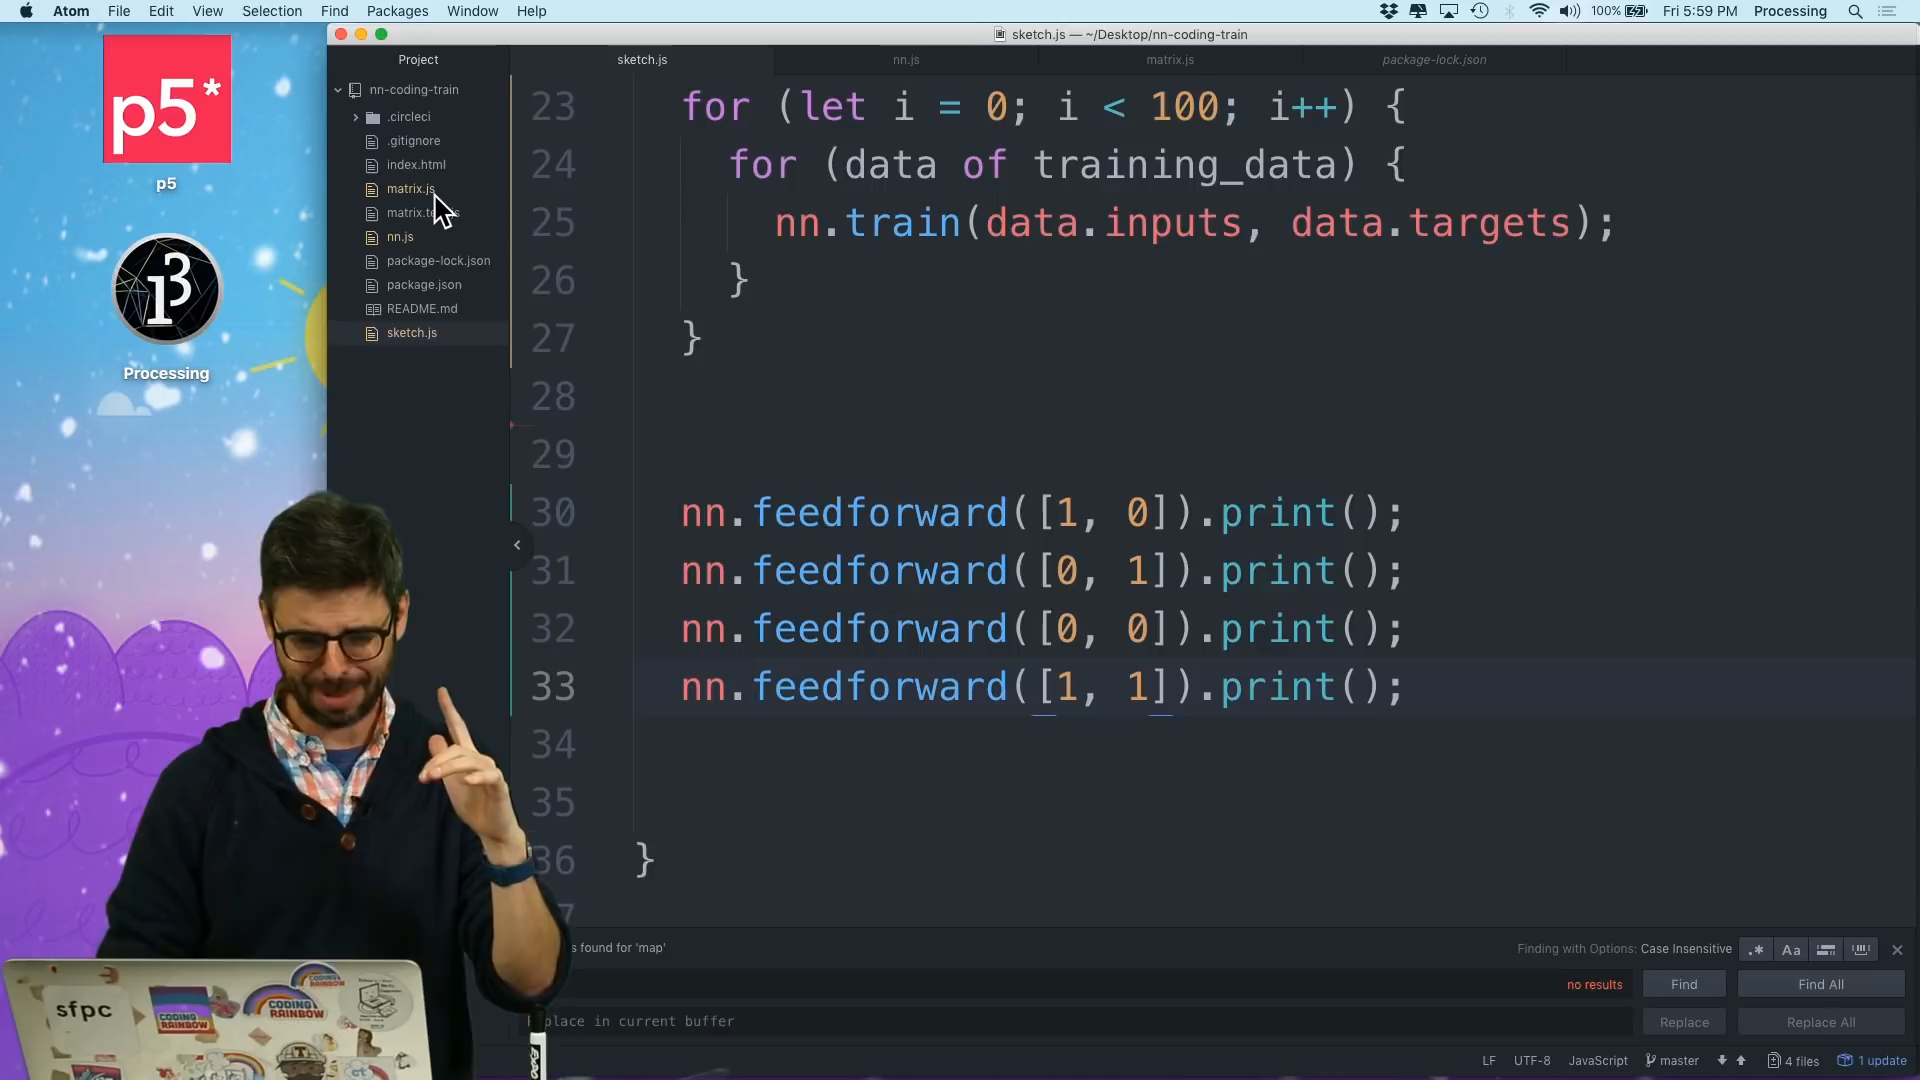 Atom File Edit View Selection Find Packages Window Help
100% Fri 5:59 PM Processing
sketch.js — ~/Desktop/nn-coding-train
p5*
p5
Processing
Project
nn-coding-train
.circleci
.gitignore
index.html
matrix.js
nn.js
package-lock.json
package.json
README.md
sketch.js
sketch.js nn.js matrix.js package-lock.json
23 for (let i = 0; i < 100; i++) {
24 for (data of training_data) {
25 nn.train(data.inputs, data.targets);
26 }
27 }
28
29
30 nn.feedforward([1, 0]).print();
31 nn.feedforward([0, 1]).print();
32 nn.feedforward([0, 0]).print();
33 nn.feedforward([1, 1]).print();
34
35
36 }
found for 'map'
Finding with Options: Case Insensitive
.* Aa
no results Find Find All
in current buffer Replace Replace All
LF UTF-8 JavaScript master 4 files 1 update
sfpc
CODING RAINBOW
CODING RAINBOW